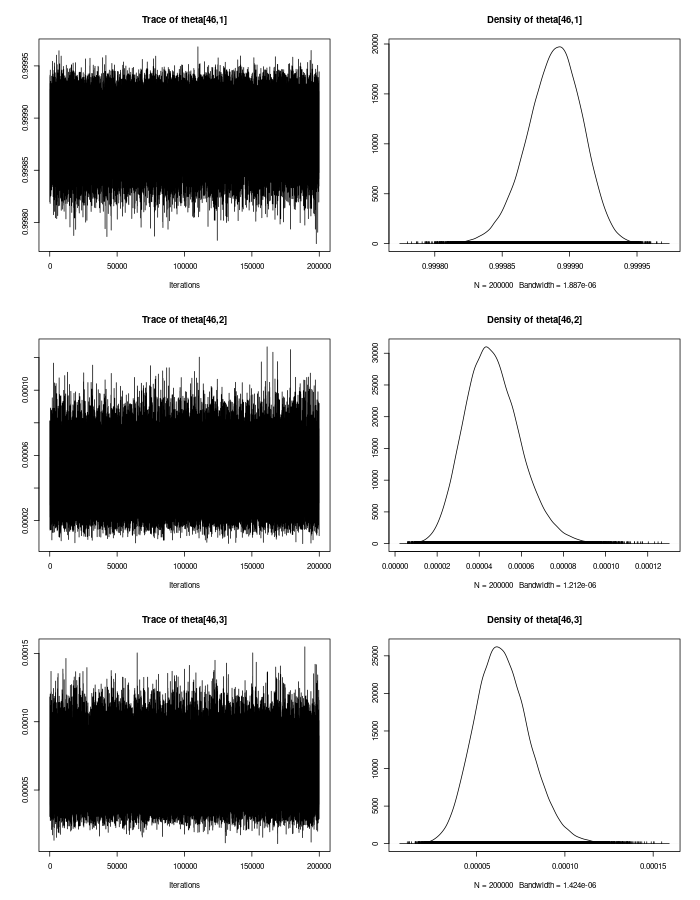 Trace of theta[46,1]
0.99980 0.99985 0.99990 0.99995
0 50000 100000 150000 200000
Iterations
Density of theta[46,1]
0 5000 10000 15000 20000
0.99980 0.99985 0.99990 0.99995
N = 200000 Bandwidth = 1.887e-06
Trace of theta[46,2]
0.00002 0.00006 0.00010
0 50000 100000 150000 200000
Iterations
Density of theta[46,2]
0 5000 10000 15000 20000 25000 30000
0.00000 0.00002 0.00004 0.00006 0.00008 0.00010 0.00012
N = 200000 Bandwidth = 1.212e-06
Trace of theta[46,3]
0.00005 0.00010 0.00015
0 50000 100000 150000 200000
Iterations
Density of theta[46,3]
0 5000 10000 15000 20000 25000
0.00005 0.00010 0.00015
N = 200000 Bandwidth = 1.424e-06